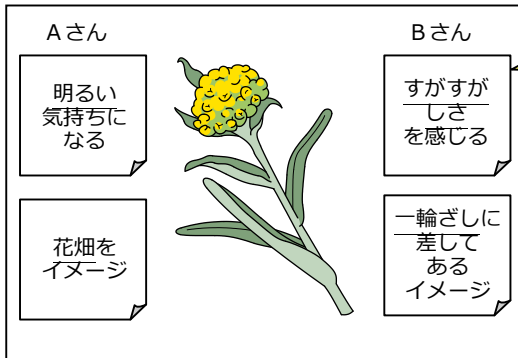 Aさん
明るい
気持ちに
なる
花畑を
イメージ
Bさん
すがすが
しさ
を感じる
一輪ざしに
差して
ある
イメージ